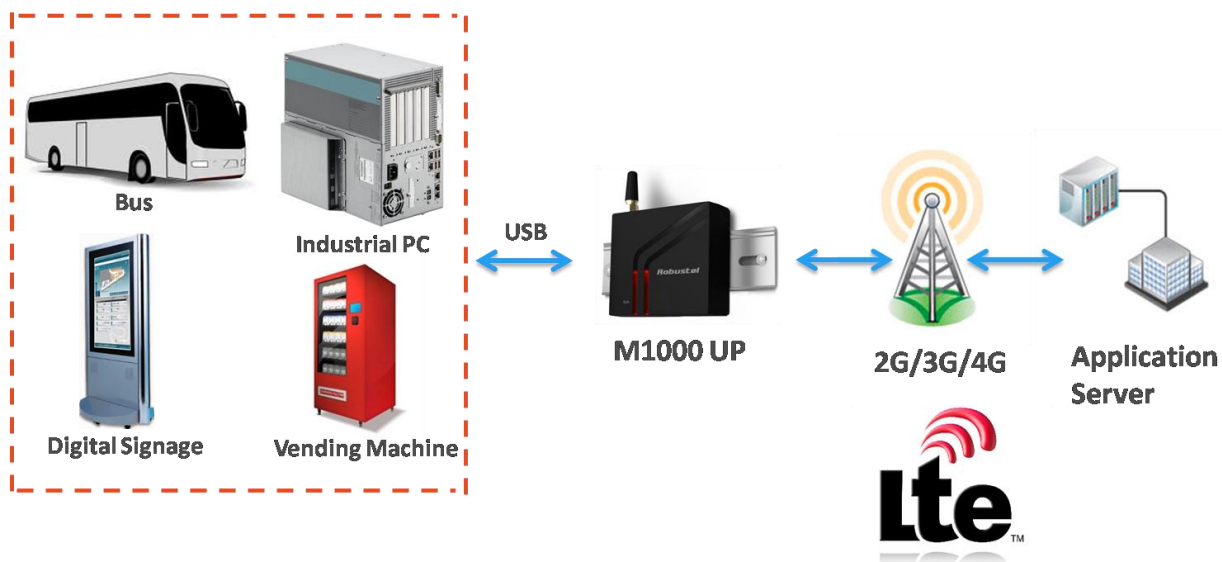 Bus
Industrial PC
Digital Signage
Vending Machine
USB
Robustel
M1000 UP
2G/3G/4G
Application
Server
Lte
TM